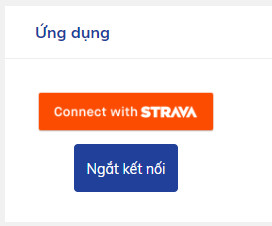 Ứng dụng
Connect with STRAVA
Ngắt kết nối